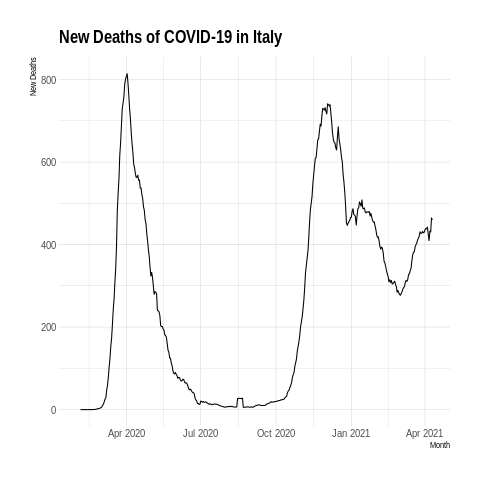 New Deaths of COVID-19 in Italy
New Deaths
800
600
400
200
0
Apr 2020 Jul 2020 Oct 2020 Jan 2021 Apr 2021
Month